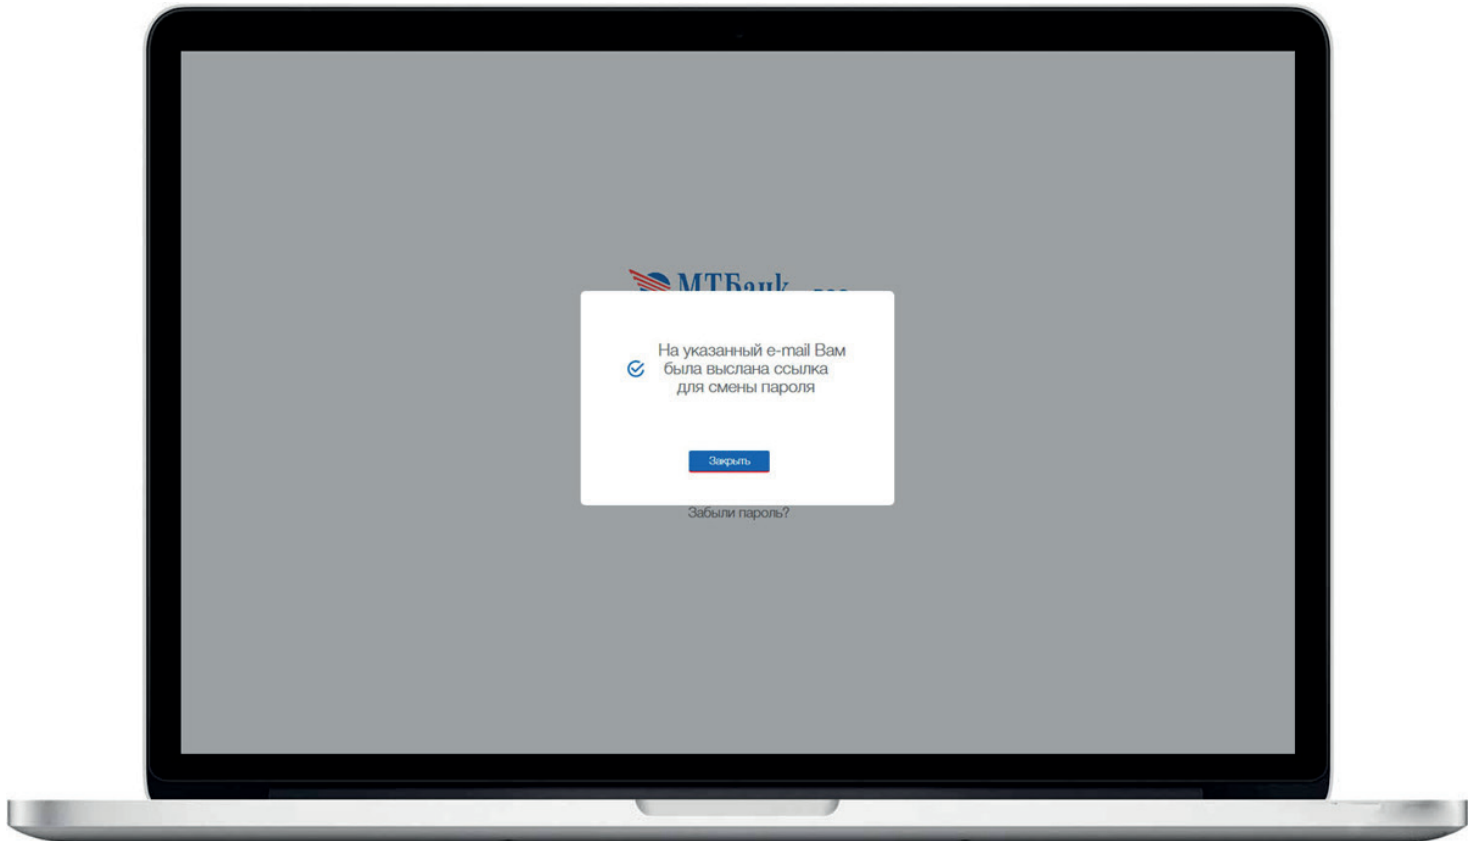 МТБанк
На указанный e-mail Вам
была выслана ссылка
для смены пароля
Закрыть
Забыли пароль?